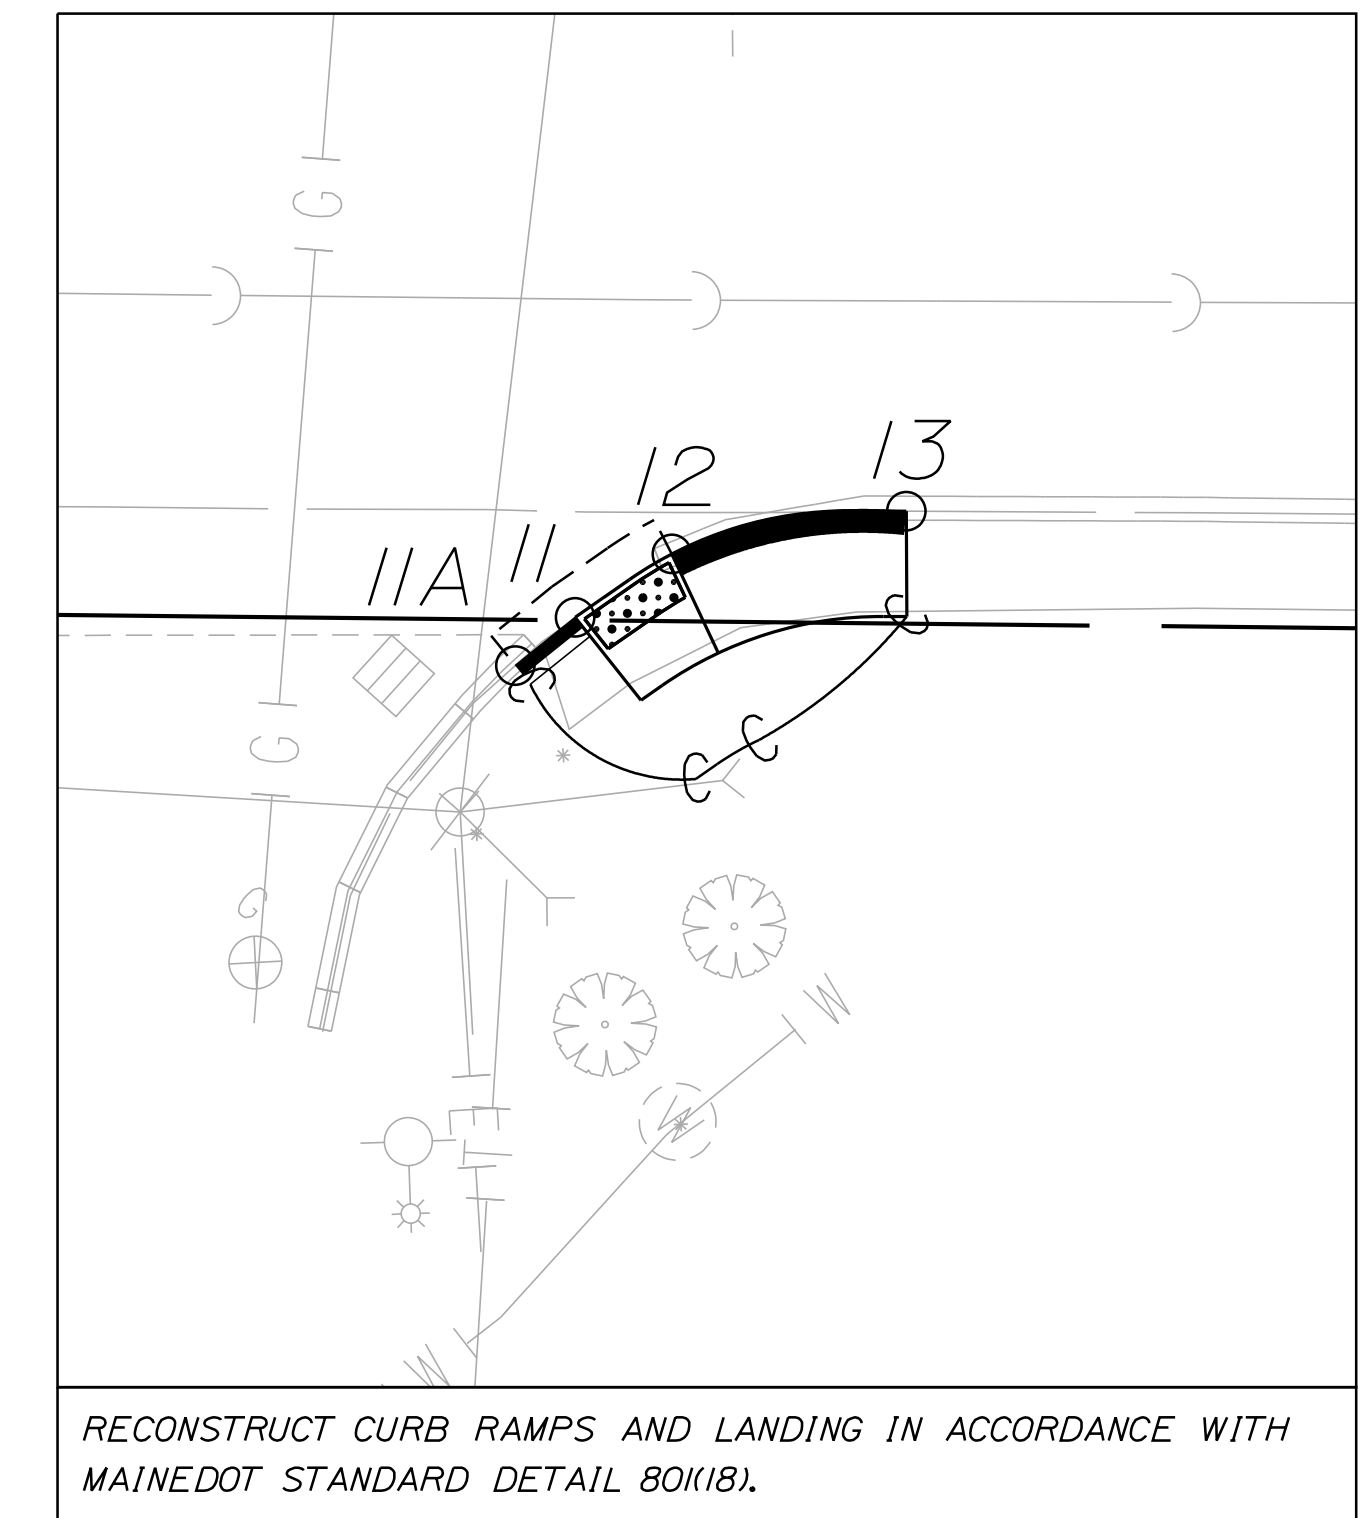 G
13
12
11
11A
G
C
C
C
C
G
W
W
E
T
W
RECONSTRUCT CURB RAMPS AND LANDING IN ACCORDANCE WITH
MAINEDOT STANDARD DETAIL 801(18).